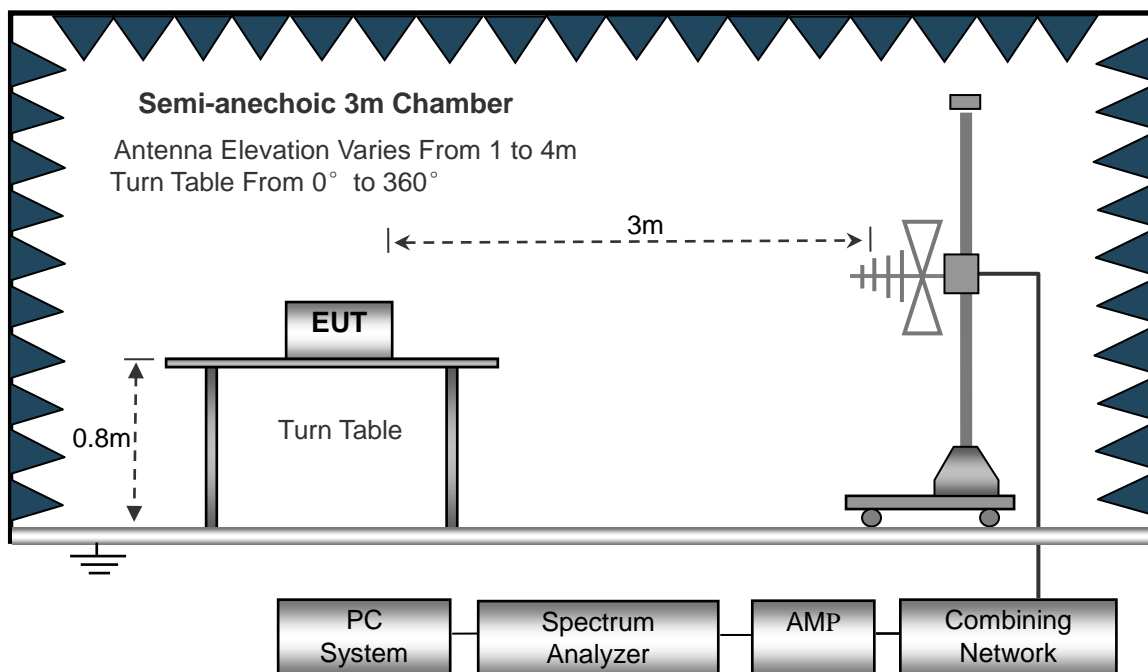 Semi-anechoic 3m Chamber
Antenna Elevation Varies From 1 to 4m
Turn Table From 0° to 360°
3m
EUT
0.8m
Turn Table
PC
System
Spectrum
Analyzer
AMP
Combining
Network